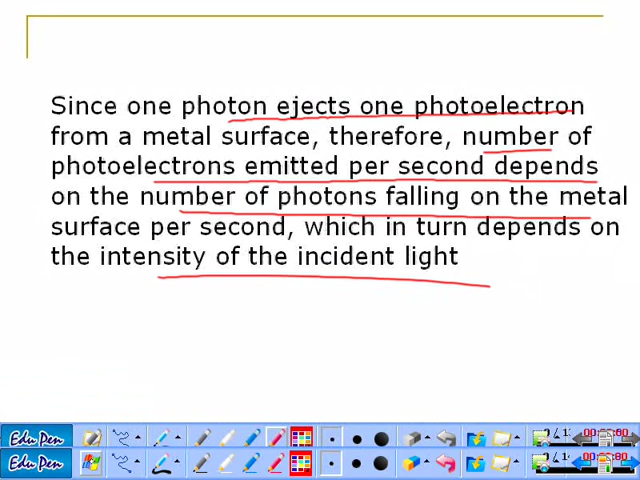 Since one photon ejects one photoelectron
from a metal surface, therefore, number of
photoelectrons emitted per second depends
on the number of photons falling on the metal
surface per second, which in turn depends on
the intensity of the incident light
Edu Pen
Edu Pen